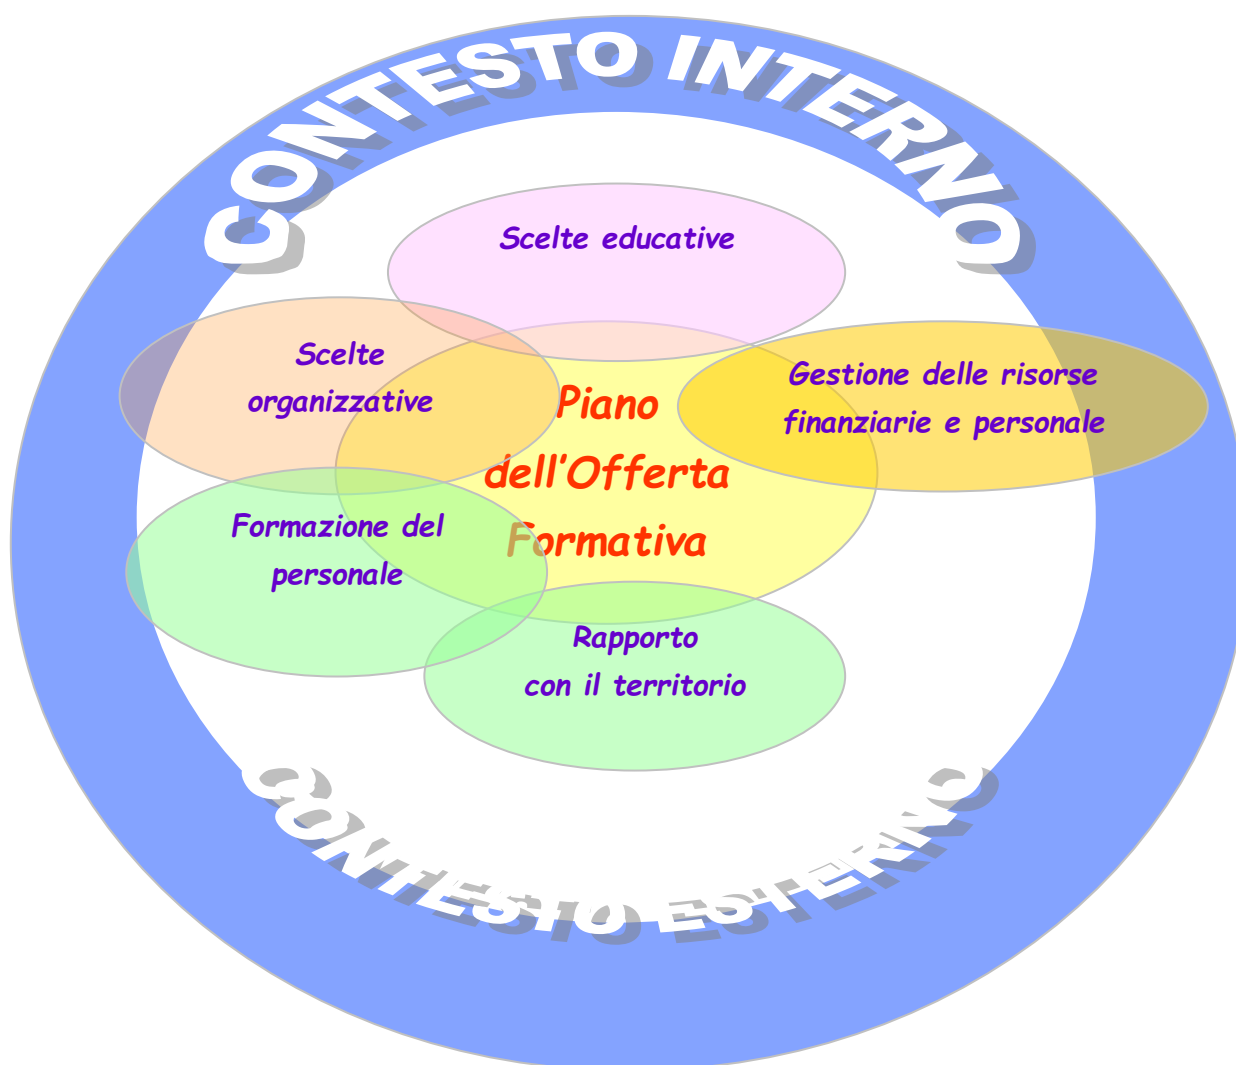 CONTESTO INTERNO
Scelte educative
Scelte
organizzative
Piano
dell'Offerta
Formativa
Gestione delle risorse
finanziarie e personale
Formazione del
personale
Rapporto
con il territorio
CONTESTO ESTERNO